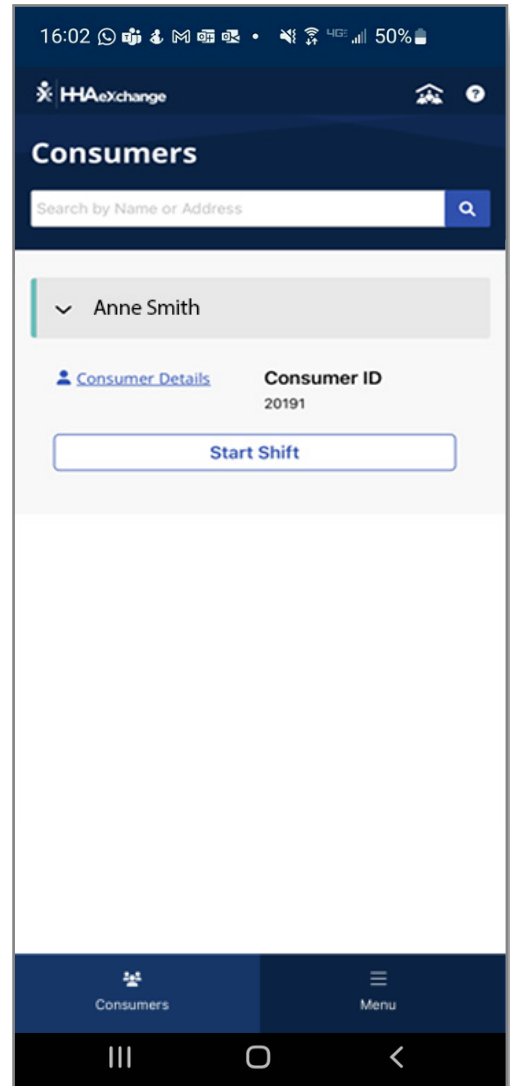 16:02 4GE 50%
HHAeXchange
Consumers
Search by Name or Address
Anne Smith
Consumer Details Consumer ID
20191
Start Shift
Consumers Menu